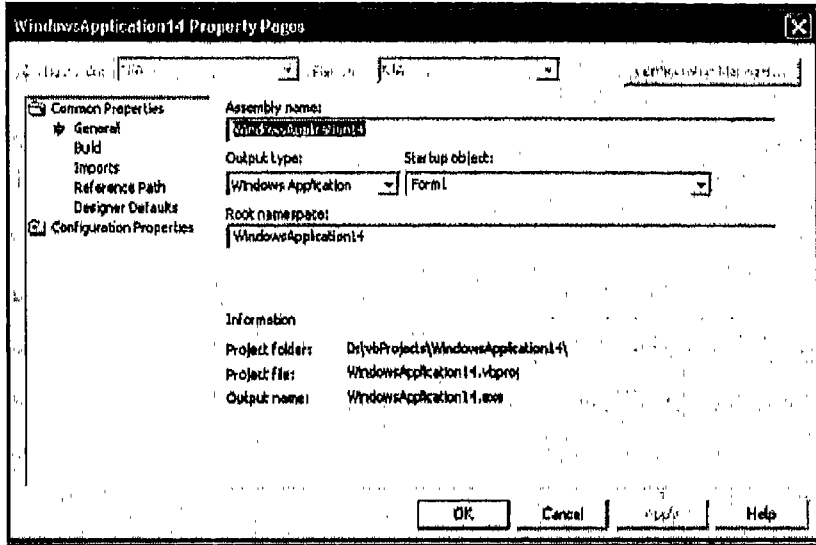 WindowsApplication14 Property Pages
N/A N/A
Common Properties
General
Build
Imports
Reference Path
Designer Defaults
Configuration Properties
Assembly name:
WindowsApplication14
Output type: Startup object:
Windows Application Form1
Root namespace:
WindowsApplication14
Information
Project folder: D:\vbProjects\WindowsApplication14\
Project file: WindowsApplication14.vbproj
Output name: WindowsApplication14.exe
OK Cancel Apply Help